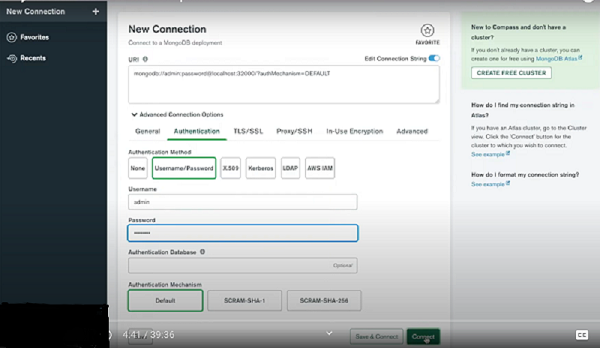 New Connection +
Favorites
Recents
New Connection
Connect to a MongoDB deployment
FAVORITE
URI
Edit Connection String
mongodb://admin:password@localhost:32000/?authMechanism=DEFAULT
Advanced Connection Options
General Authentication TLS/SSL Proxy/SSH In-Use Encryption Advanced
Authentication Method
None Username/Password X.509 Kerberos LDAP AWS IAM
Username
admin
Password
Authentication Database
Optional
Authentication Mechanism
Default SCRAM-SHA-1 SCRAM-SHA-256
4:41 / 39:36
Save & Connect Connect
CC
New to Compass and don't have a
cluster?
If you don't already have a cluster, you can
create one for free using MongoDB Atlas
CREATE FREE CLUSTER
How do I find my connection string in
Atlas?
If you have an Atlas cluster, go to the Cluster
view. Click the 'Connect' button for the
cluster to which you wish to connect.
See example
How do I format my connection string?
See example